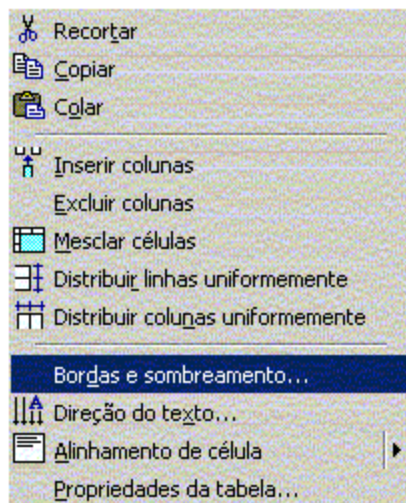 Recortar
Copiar
Colar
Inserir colunas
Excluir colunas
Mesclar células
Distribuir linhas uniformemente
Distribuir colunas uniformemente
Bordas e sombreamento...
Direção do texto...
Alinhamento de célula
Propriedades da tabela...